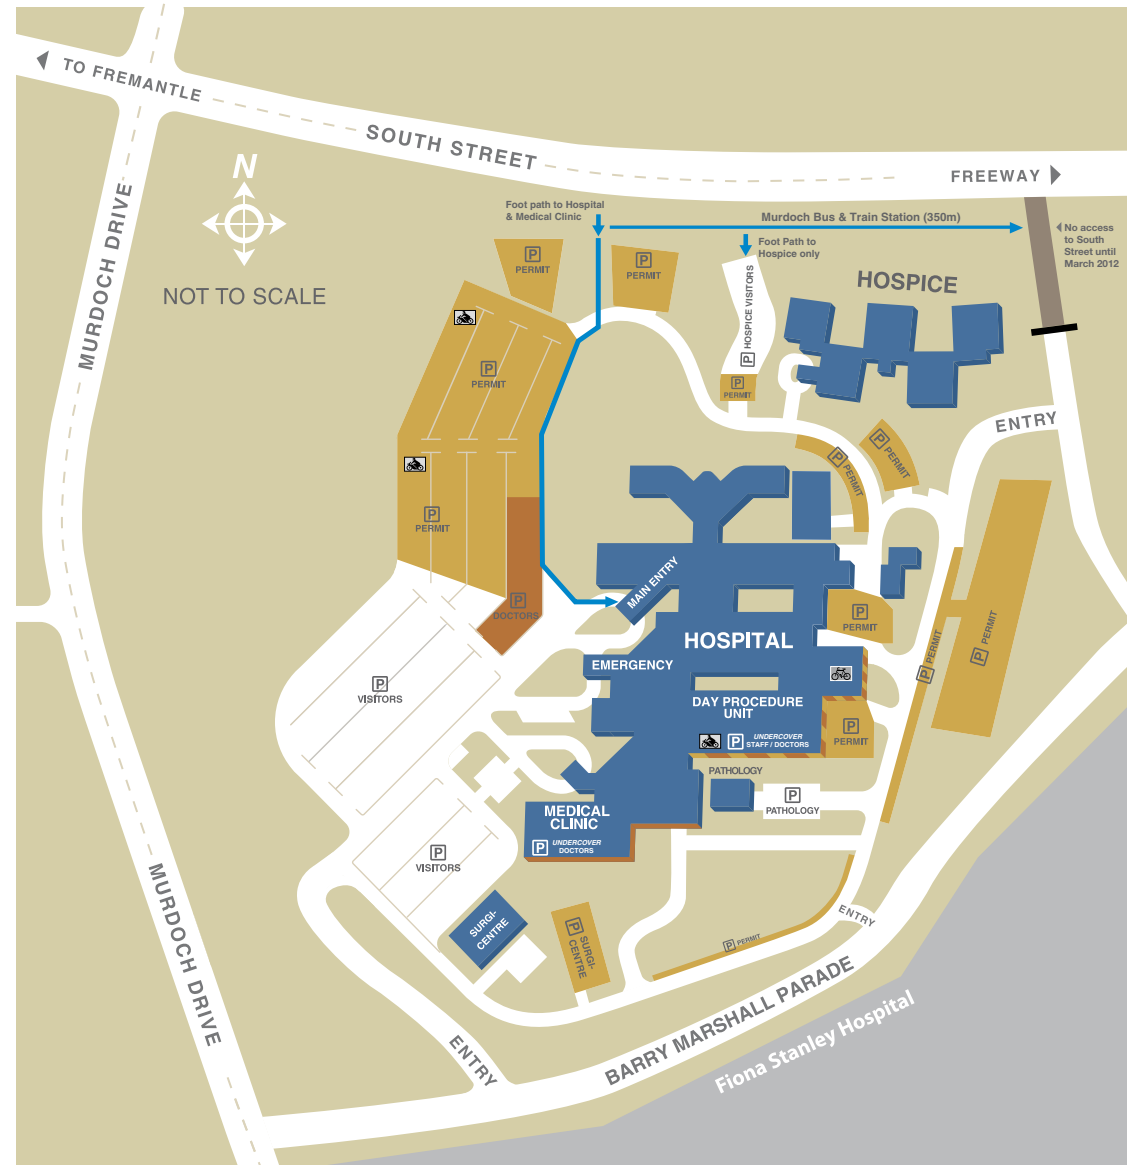 TO FREMANTLE
SOUTH STREET
FREEWAY
N
NOT TO SCALE
MURDOCH DRIVE
Foot path to Hospital
& Medical Clinic
Murdoch Bus & Train Station (350m)
Foot Path to
Hospice only
No access
to South
Street until
March 2012
P
PERMIT
P
PERMIT
P HOSPICE VISITORS
HOSPICE
P
PERMIT
P
PERMIT
ENTRY
P PERMIT
P PERMIT
P
PERMIT
MAIN ENTRY
P
DOCTORS
P
PERMIT
P PERMIT
P PERMIT
HOSPITAL
EMERGENCY
P
VISITORS
DAY PROCEDURE
UNIT
P UNDERCOVER
STAFF / DOCTORS
P
PERMIT
PATHOLOGY
P
PATHOLOGY
MEDICAL
CLINIC
P UNDERCOVER
DOCTORS
P
VISITORS
SURGI-
CENTRE
P SURGI-
CENTRE
P PERMIT
ENTRY
MURDOCH DRIVE
ENTRY
BARRY MARSHALL PARADE
Fiona Stanley Hospital